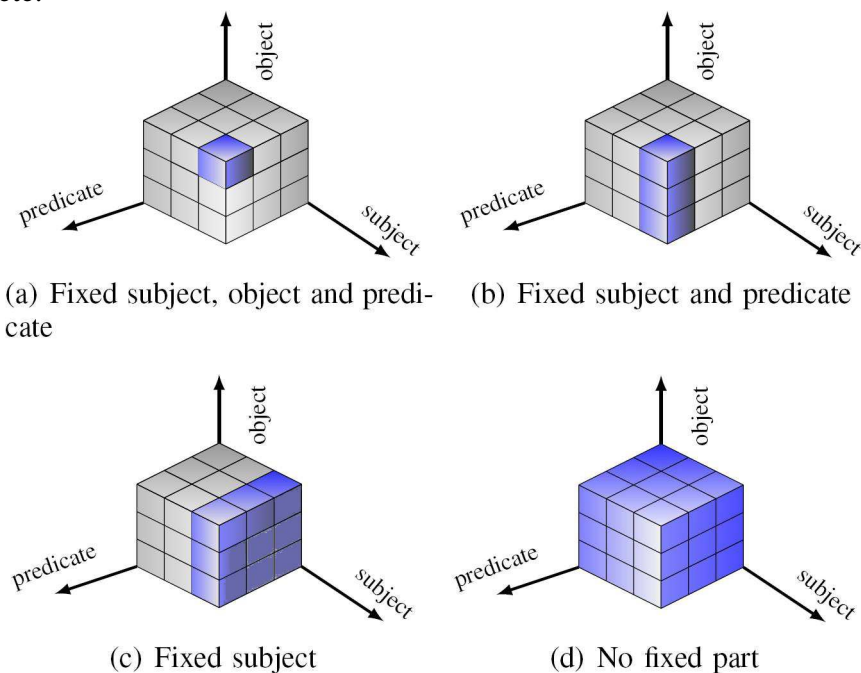 object
object
predicate
subject
predicate
subject
(a) Fixed subject, object and predi-
cate
(b) Fixed subject and predicate
object
object
predicate
subject
predicate
subject
(c) Fixed subject
(d) No fixed part